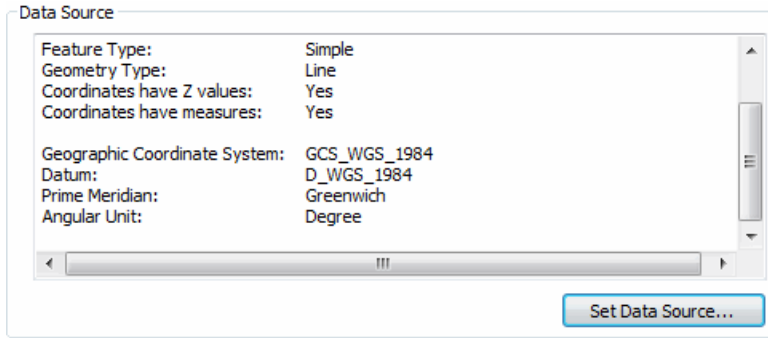 Data Source
Feature Type: Simple
Geometry Type: Line
Coordinates have Z values: Yes
Coordinates have measures: Yes
Geographic Coordinate System: GCS_WGS_1984
Datum: D_WGS_1984
Prime Meridian: Greenwich
Angular Unit: Degree
Set Data Source...